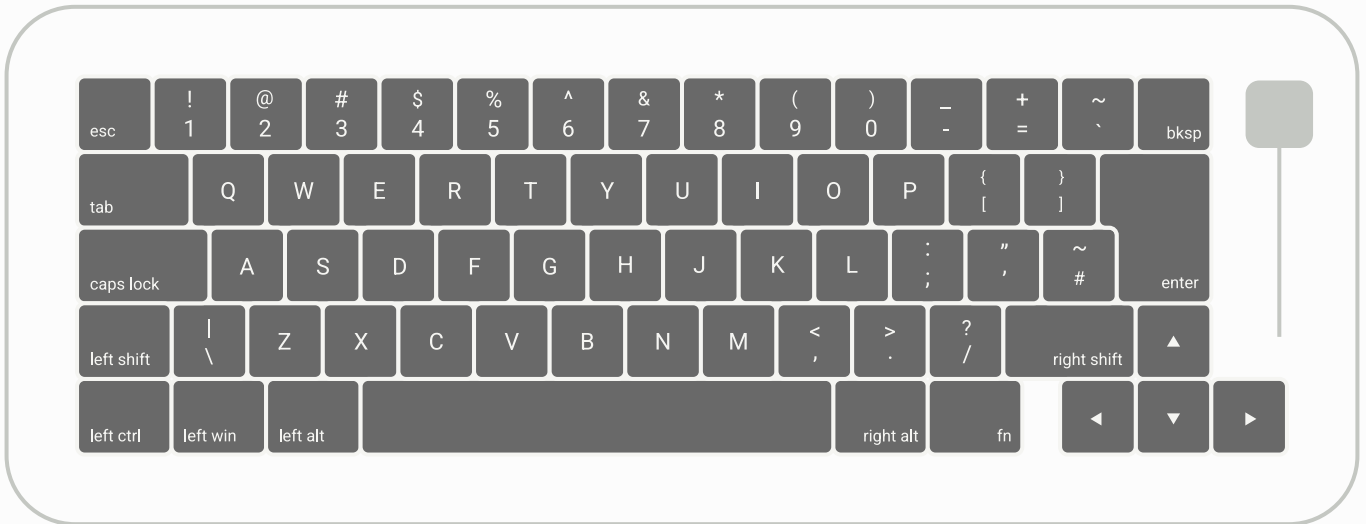 ! @ # $ % ^ & * ( ) _ + ~
esc 1 2 3 4 5 6 7 8 9 0 - = ` bksp
Q W E R T Y U I O P { }
tab [ ]
A S D F G H J K L : " ~
caps lock ; ' # enter
| Z X C V B N M < > ?
left shift \ , . / right shift ▲
left ctrl left win left alt right alt fn ◀ ▼ ▶